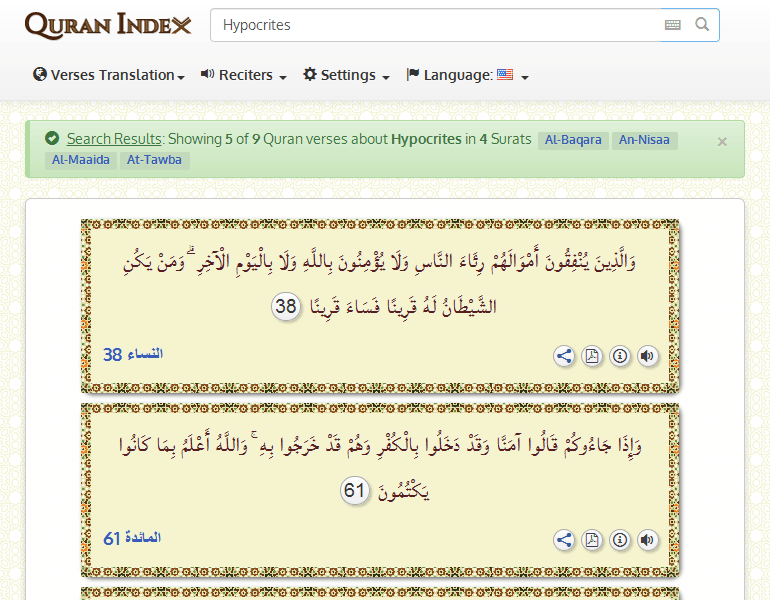 QURAN INDEX
Hypocrites
Verses Translation
Reciters
Settings
Language:
Search Results: Showing 5 of 9 Quran verses about Hypocrites in 4 Surats Al-Baqara An-Nisaa ×
Al-Maaida At-Tawba
وَالَّذِينَ يُنْفِقُونَ أَمْوَالَهُمْ رِئَاءَ النَّاسِ وَلَا يُؤْمِنُونَ بِاللَّهِ وَلَا بِالْيَوْمِ الْآخِرِ ۗ وَمَنْ يَكُنِ
الشَّيْطَانُ لَهُ قَرِينًا فَسَاءَ قَرِينًا 38
النساء 38
وَإِذَا جَاءُوكُمْ قَالُوا آمَنَّا وَقَدْ دَخَلُوا بِالْكُفْرِ وَهُمْ قَدْ خَرَجُوا بِهِ ۚ وَاللَّهُ أَعْلَمُ بِمَا كَانُوا
يَكْتُمُونَ 61
المائدة 61